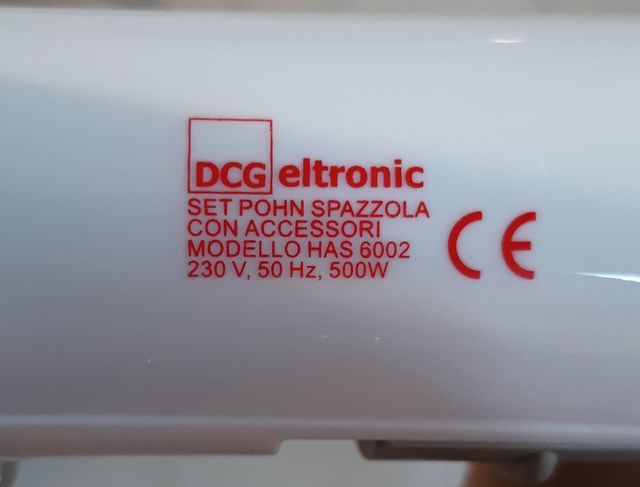 DCG eltronic
SET POHN SPAZZOLA
CON ACCESSORI
MODELLO HAS 6002
230 V, 50 Hz, 500W
CE